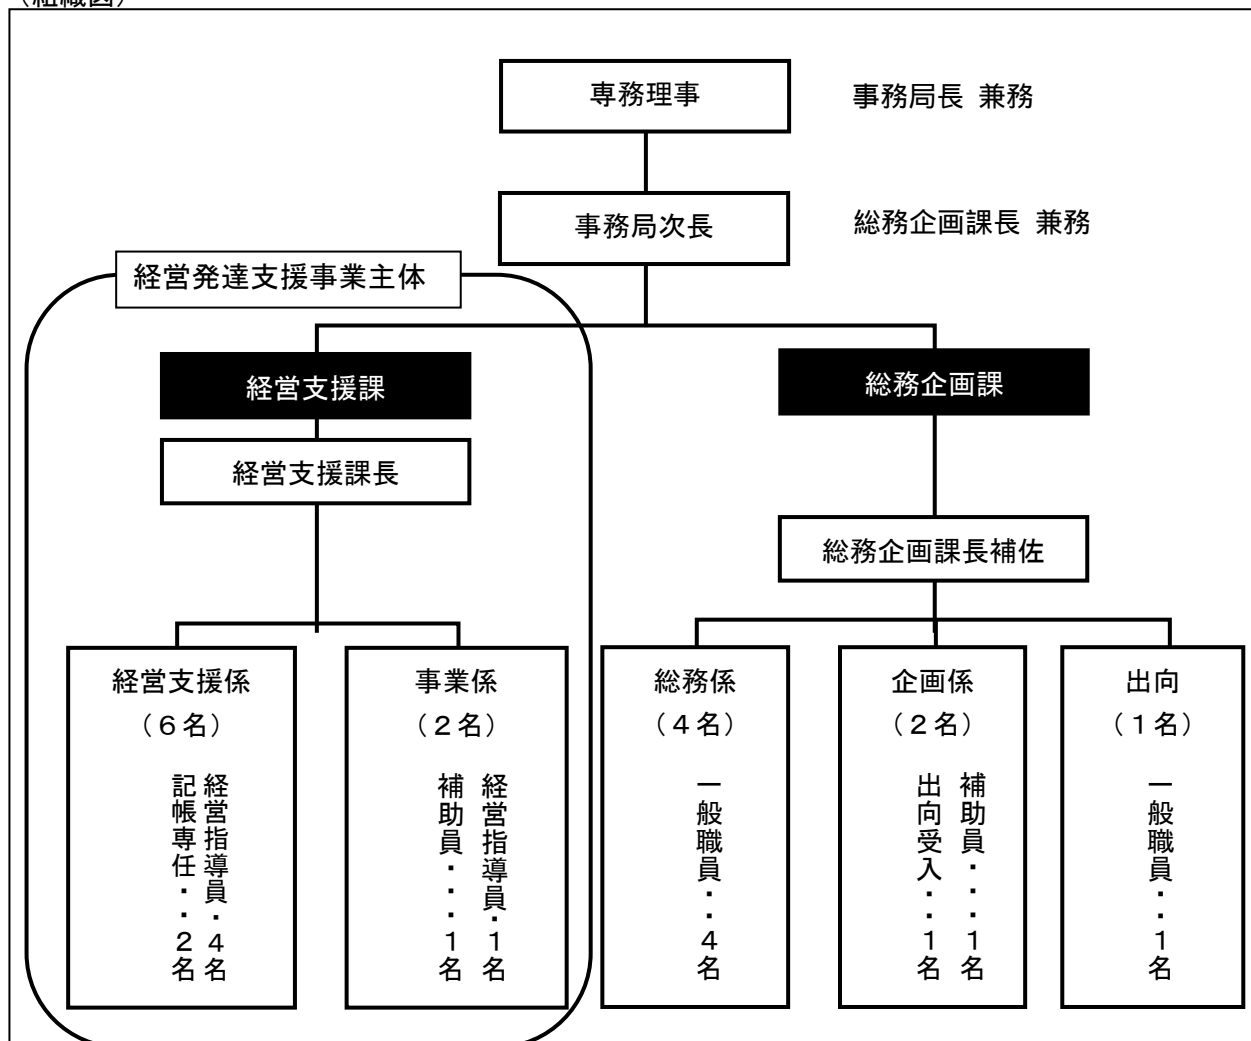 (組織図)
専務理事
事務局長 兼務
事務局次長
総務企画課長 兼務
経営発達支援事業主体
経営支援課
総務企画課
経営支援課長
総務企画課長補佐
経営支援係
（6名）
経営指導員・4名
記帳専任・・2名
事業係
（2名）
経営指導員・1名
補助員・・・1名
総務係
（4名）
一般職員・・4名
企画係
（2名）
補助員・・・1名
出向受入・・1名
出向
（1名）
一般職員・・1名